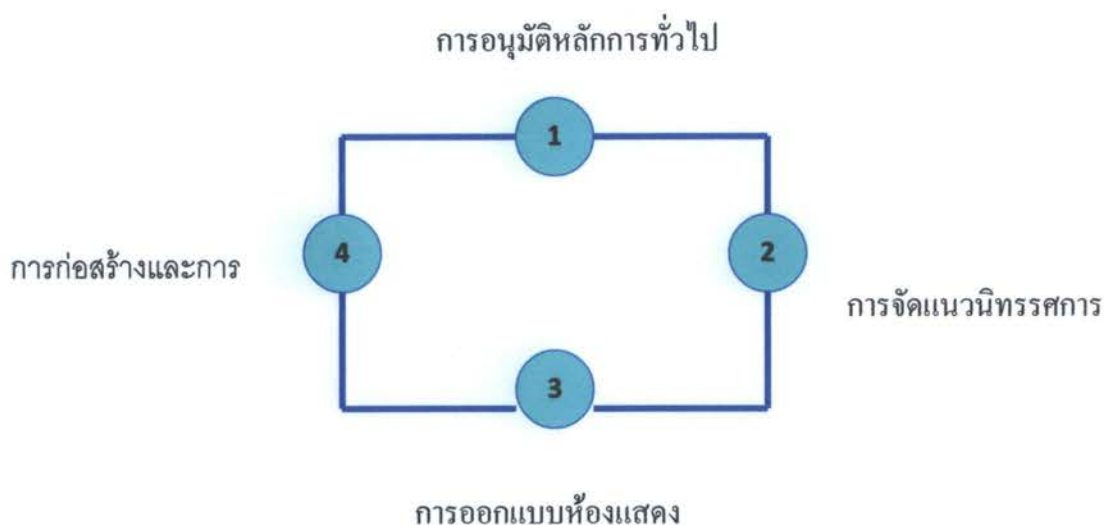 การอนุมัติหลักการทั่วไป
1
4
2
การก่อสร้างและการ
การจัดแนวนิทรรศการ
3
การออกแบบห้องแสดง